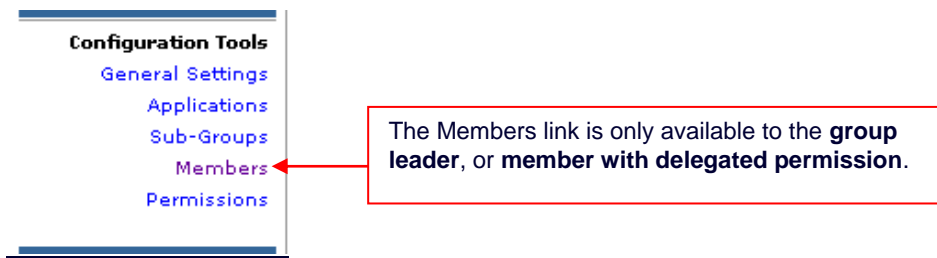 Configuration Tools
General Settings
Applications
Sub-Groups
Members
Permissions
The Members link is only available to the group
leader, or member with delegated permission.